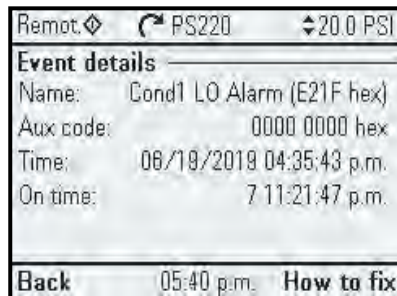 Remot. PS220 20.0 PSI
Event details
Name: Cond1 LO Alarm (E21F hex)
Aux code: 0000 0000 hex
Time: 06/19/2019 04:35:43 p.m.
On time: 7 11:21:47 p.m.
Back 05:40 p.m. How to fix